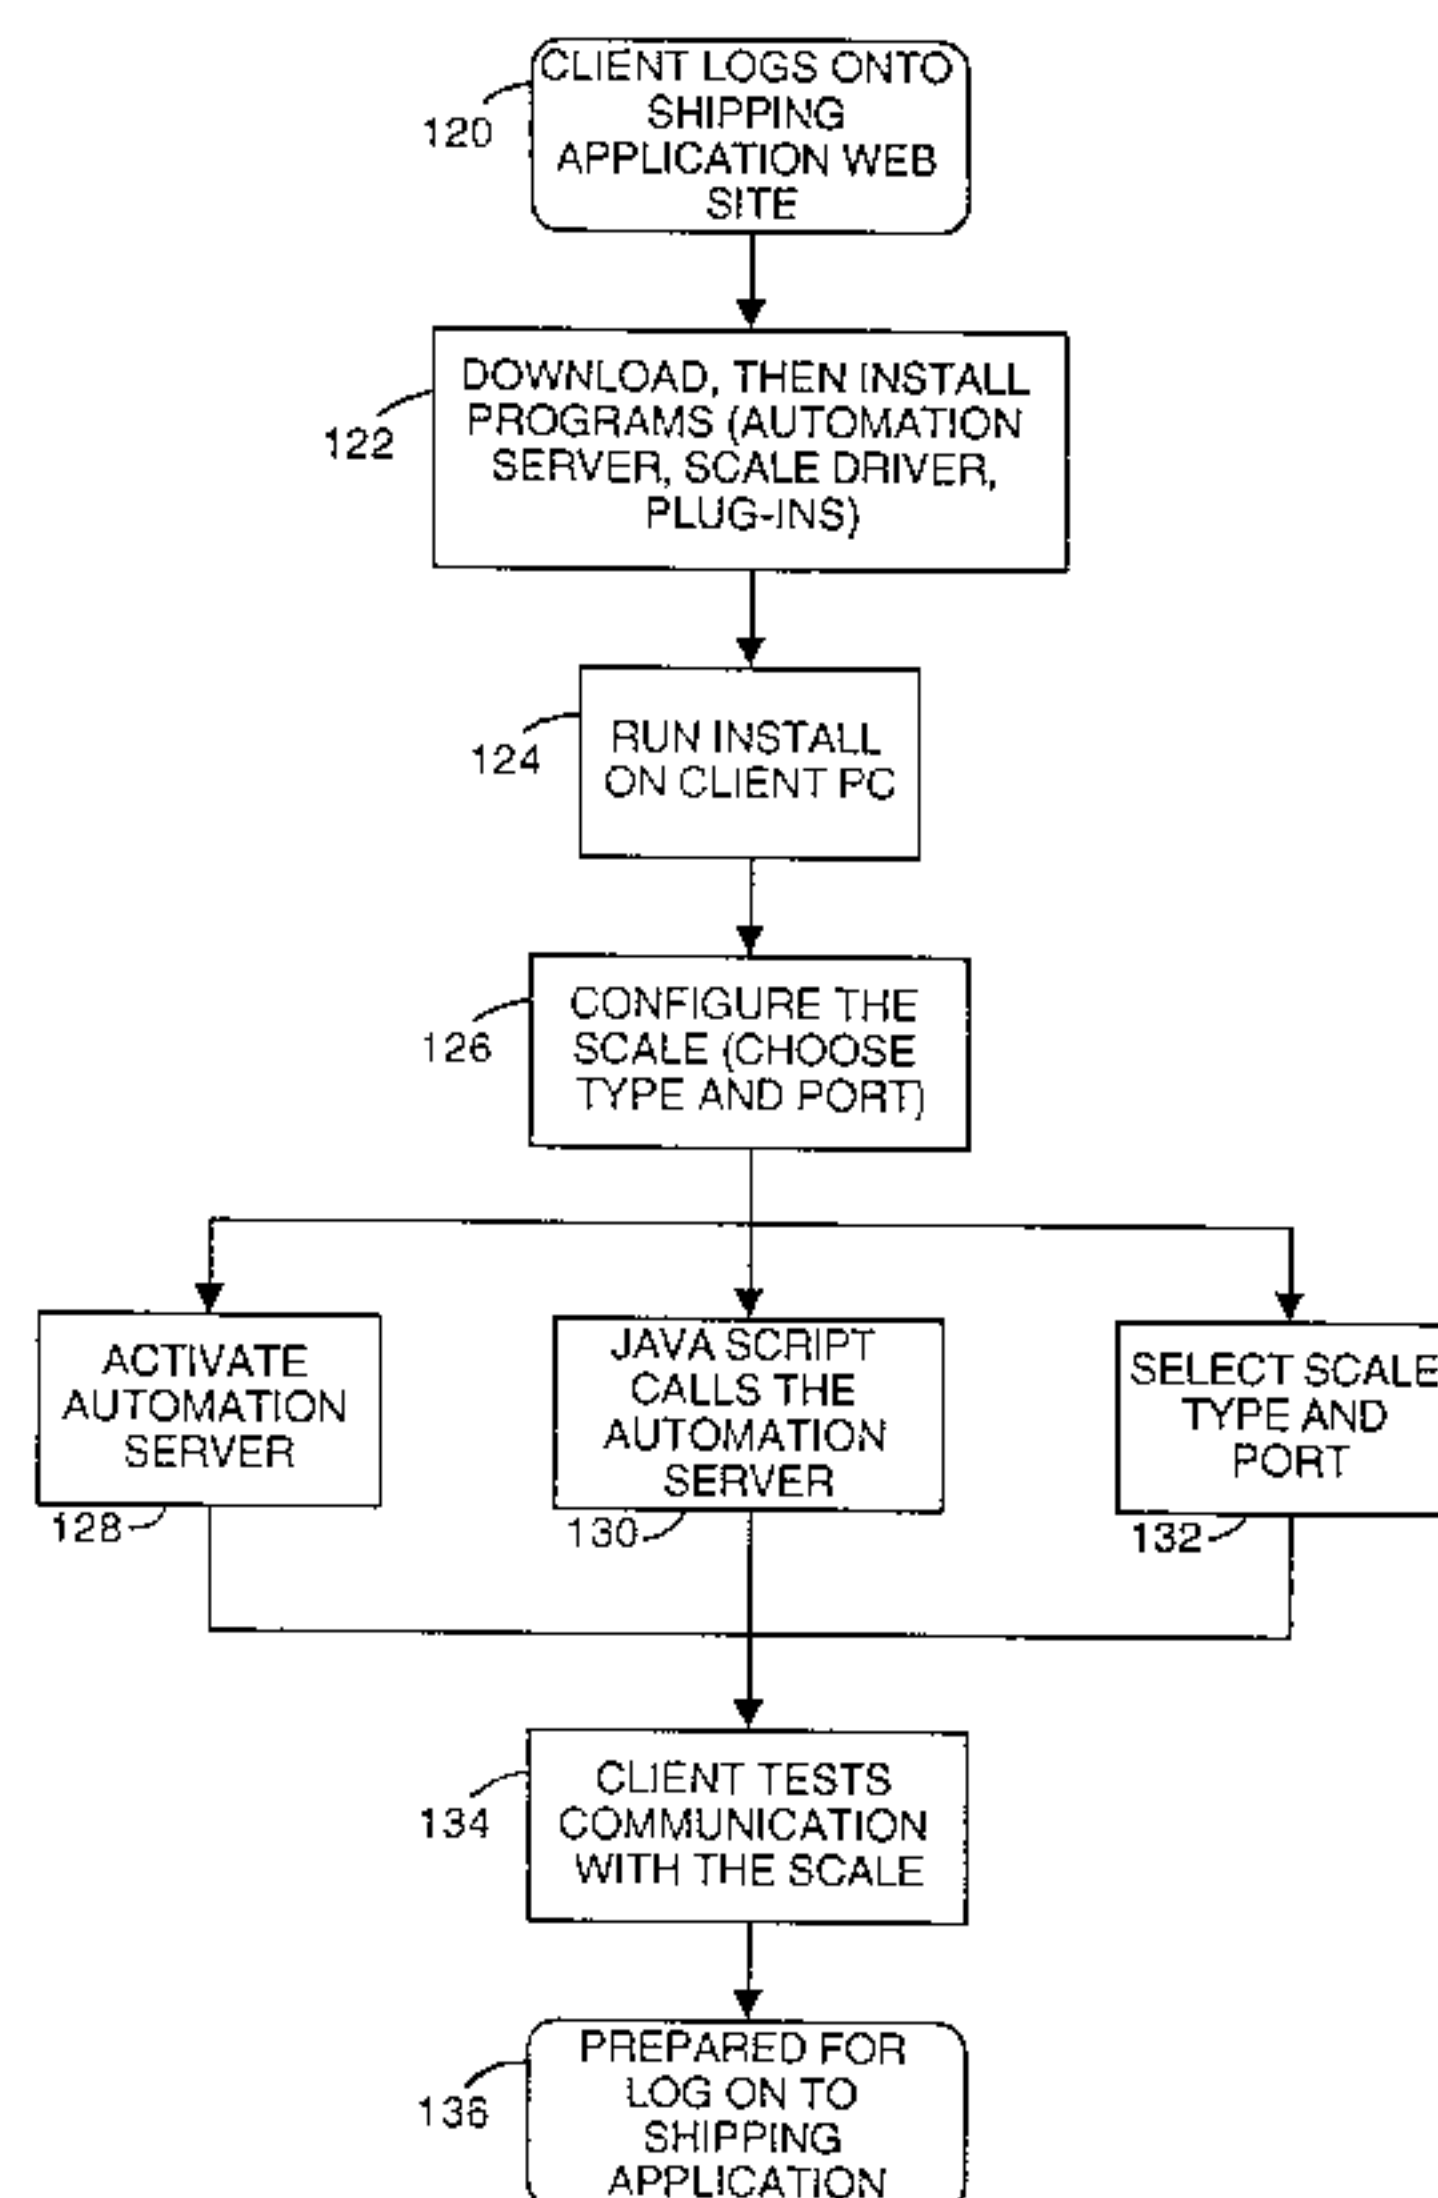 CLIENT LOGS ONTO
SHIPPING
APPLICATION WEB
SITE
120
DOWNLOAD, THEN INSTALL
PROGRAMS (AUTOMATION
SERVER, SCALE DRIVER,
PLUG-INS)
122
RUN INSTALL
ON CLIENT PC
124
CONFIGURE THE
SCALE (CHOOSE
TYPE AND PORT)
126
ACTIVATE
AUTOMATION
SERVER
128
JAVA SCRIPT
CALLS THE
AUTOMATION
SERVER
130
SELECT SCALE
TYPE AND
PORT
132
CLIENT TESTS
COMMUNICATION
WITH THE SCALE
134
PREPARED FOR
LOG ON TO
SHIPPING
APPLICATION
136